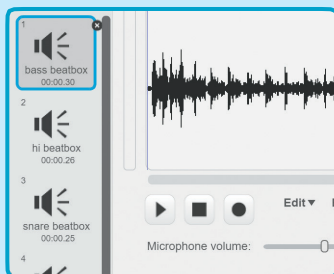 1
bass beatbox
00:00.30
2
hi beatbox
00:00.26
3
snare beatbox
00:00.25
4
Edit
Microphone volume: